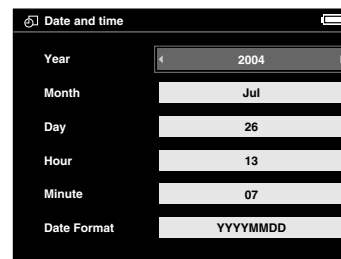 Date and time
Year 2004
Month Jul
Day 26
Hour 13
Minute 07
Date Format YYYYMMDD